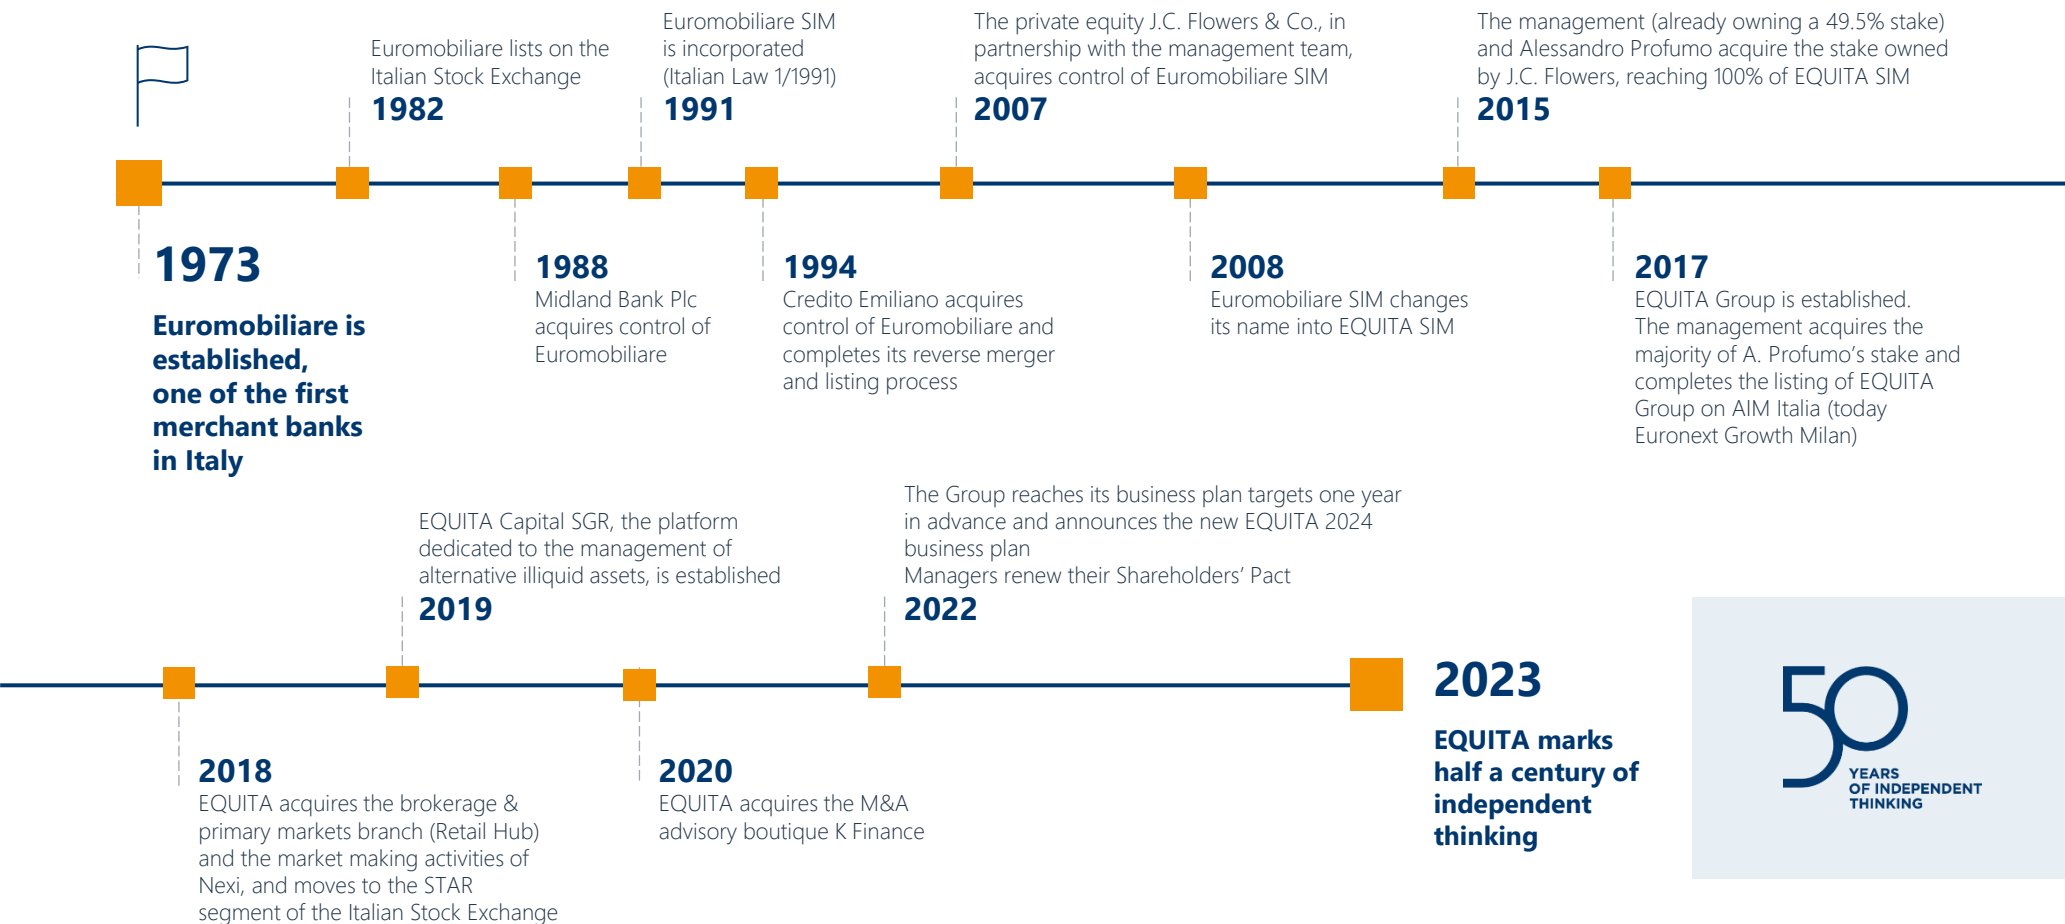 Euromobiliare lists on the
Italian Stock Exchange
1982
Euromobiliare SIM
is incorporated
(Italian Law 1/1991)
1991
The private equity J.C. Flowers & Co., in
partnership with the management team,
acquires control of Euromobiliare SIM
2007
The management (already owning a 49.5% stake)
and Alessandro Profumo acquire the stake owned
by J.C. Flowers, reaching 100% of EQUITA SIM
2015
1973
Euromobiliare is
established,
one of the first
merchant banks
in Italy
1988
Midland Bank Plc
acquires control of
Euromobiliare
1994
Credito Emiliano acquires
control of Euromobiliare and
completes its reverse merger
and listing process
2008
Euromobiliare SIM changes
its name into EQUITA SIM
2017
EQUITA Group is established.
The management acquires the
majority of A. Profumo’s stake and
completes the listing of EQUITA
Group on AIM Italia (today
Euronext Growth Milan)
EQUITA Capital SGR, the platform
dedicated to the management of
alternative illiquid assets, is established
2019
The Group reaches its business plan targets one year
in advance and announces the new EQUITA 2024
business plan
Managers renew their Shareholders’ Pact
2022
2018
EQUITA acquires the brokerage &
primary markets branch (Retail Hub)
and the market making activities of
Nexi, and moves to the STAR
segment of the Italian Stock Exchange
2020
EQUITA acquires the M&A
advisory boutique K Finance
2023
EQUITA marks
half a century of
independent
thinking
50
YEARS
OF INDEPENDENT
THINKING